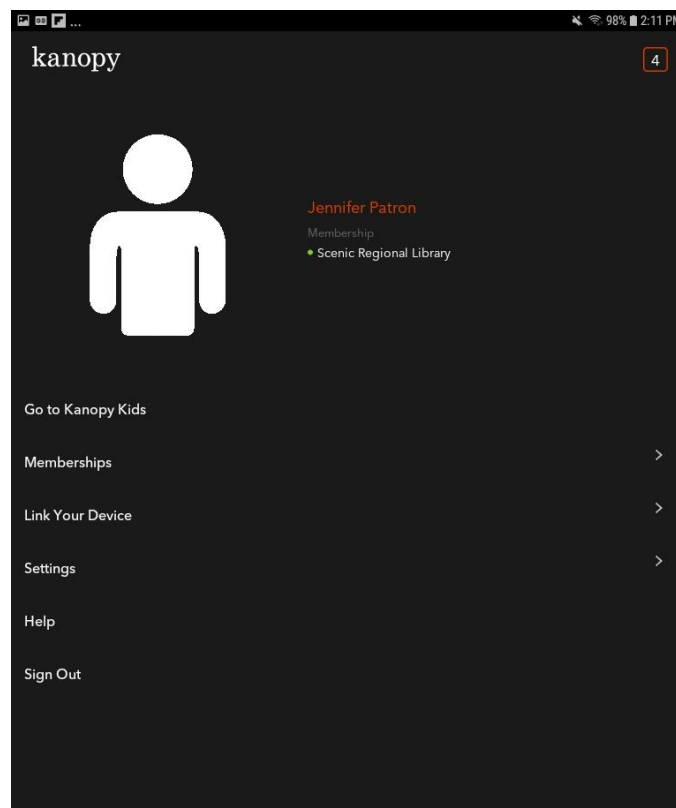 ... 98% 2:11 PM
kanopy
4
Jennifer Patron
Membership
Scenic Regional Library
Go to Kanopy Kids
Memberships
Link Your Device
Settings
Help
Sign Out